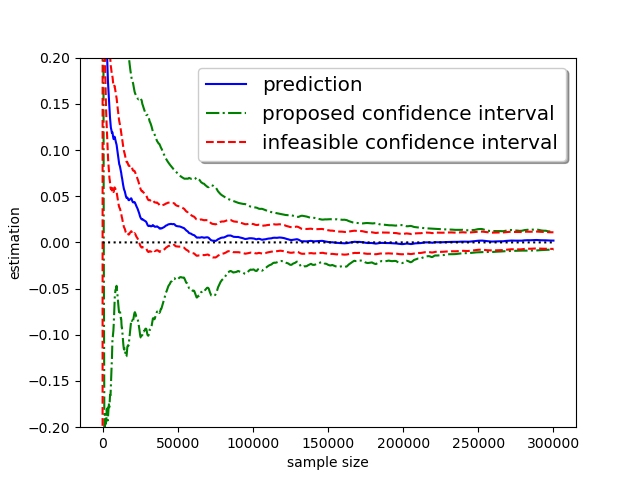 0.20
0.15
0.10
0.05
0.00
−0.05
−0.10
−0.15
−0.20
estimation
prediction
proposed confidence interval
infeasible confidence interval
0 50000 100000 150000 200000 250000 300000
sample size